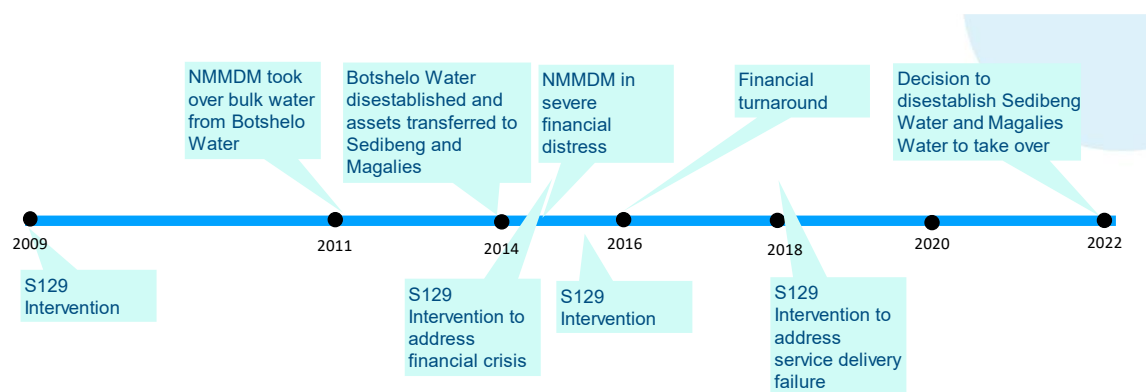 NMMDM took
over bulk water
from Botshelo
Water
Botshelo Water
disestablished and
assets transferred to
Sedibeng and
Magalies
NMMDM in
severe
financial
distress
Financial
turnaround
Decision to
disestablish Sedibeng
Water and Magalies
Water to take over
2009
2011
2014
2016
2018
2020
2022
S129
Intervention
S129
Intervention to
address
financial crisis
S129
Intervention
S129
Intervention to
address
service delivery
failure